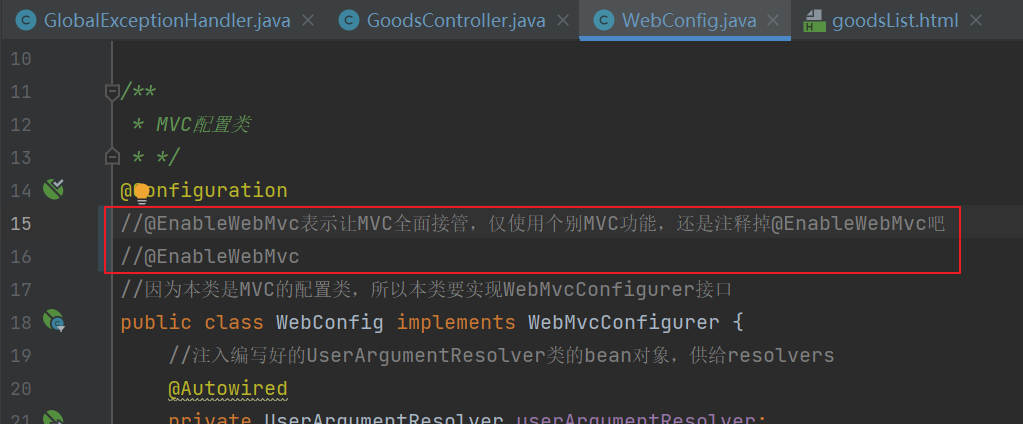 GlobalExceptionHandler.java GoodsController.java WebConfig.java goodsList.html
10
11 /**
12 * MVC配置类
13 * */
14 @Configuration
15 //@EnableWebMvc表示让MVC全面接管，仅使用个别MVC功能，还是注释掉@EnableWebMvc吧
16 //@EnableWebMvc
17 //因为本类是MVC的配置类，所以本类要实现WebMvcConfigurer接口
18 public class WebConfig implements WebMvcConfigurer {
19 //注入编写好的UserArgumentResolver类的bean对象，供给resolvers
20 @Autowired
21 private UserArgumentResolver userArgumentResolver;